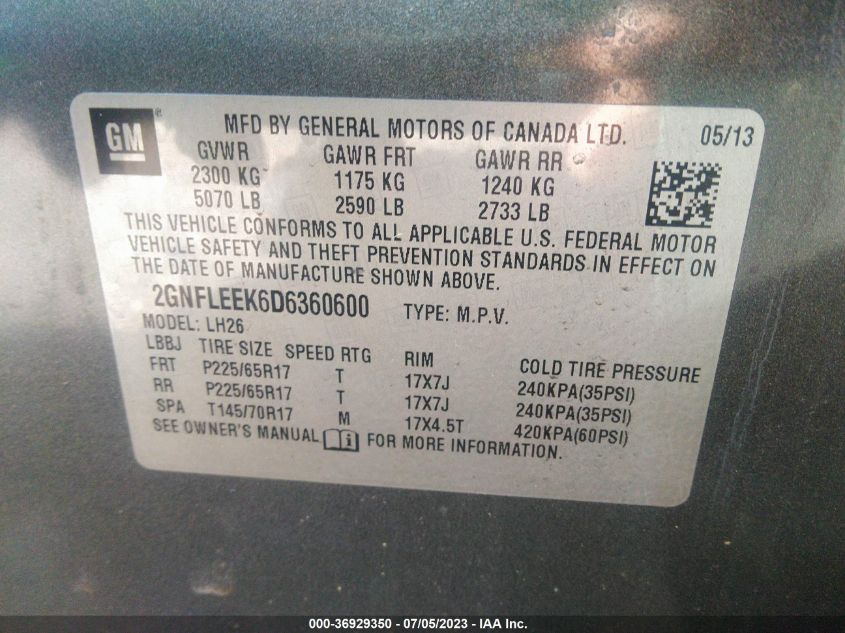 GM ® MFD BY GENERAL MOTORS OF CANADA LTD. 05/13
GVWR GAWR FRT GAWR RR
2300 KG 1175 KG 1240 KG
5070 LB 2590 LB 2733 LB
THIS VEHICLE CONFORMS TO ALL APPLICABLE U.S. FEDERAL MOTOR
VEHICLE SAFETY AND THEFT PREVENTION STANDARDS IN EFFECT ON
THE DATE OF MANUFACTURE SHOWN ABOVE.
2GNFLEEK6D6360600 TYPE: M.P.V.
MODEL: LH26
LBBJ TIRE SIZE SPEED RTG RIM COLD TIRE PRESSURE
FRT P225/65R17 T 17X7J 240KPA(35PSI)
RR P225/65R17 T 17X7J 240KPA(35PSI)
SPA T145/70R17 M 17X4.5T 420KPA(60PSI)
SEE OWNER'S MANUAL i FOR MORE INFORMATION.
000-36929350 - 07/05/2023 - IAA Inc.